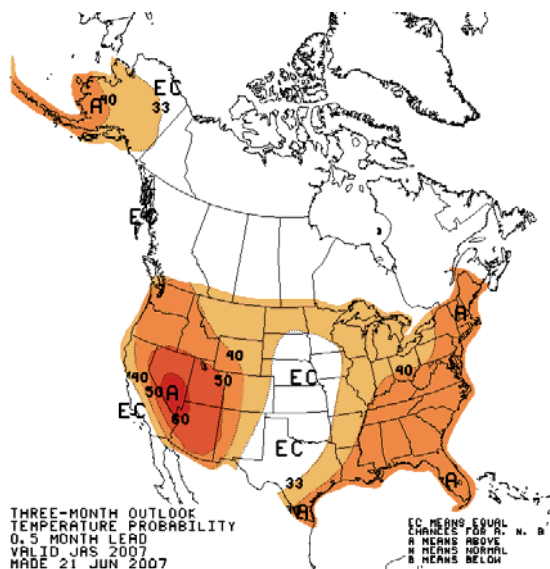 EC
A 40
33
EC
A
40
40
40
50
EC
50 A
EC
60
EC
33
A
A
THREE-MONTH OUTLOOK
TEMPERATURE PROBABILITY
0.5 MONTH LEAD
VALID JAS 2007
MADE 21 JUN 2007
EC MEANS EQUAL
CHANCES FOR A, N, B
A MEANS ABOVE
N MEANS NORMAL
B MEANS BELOW